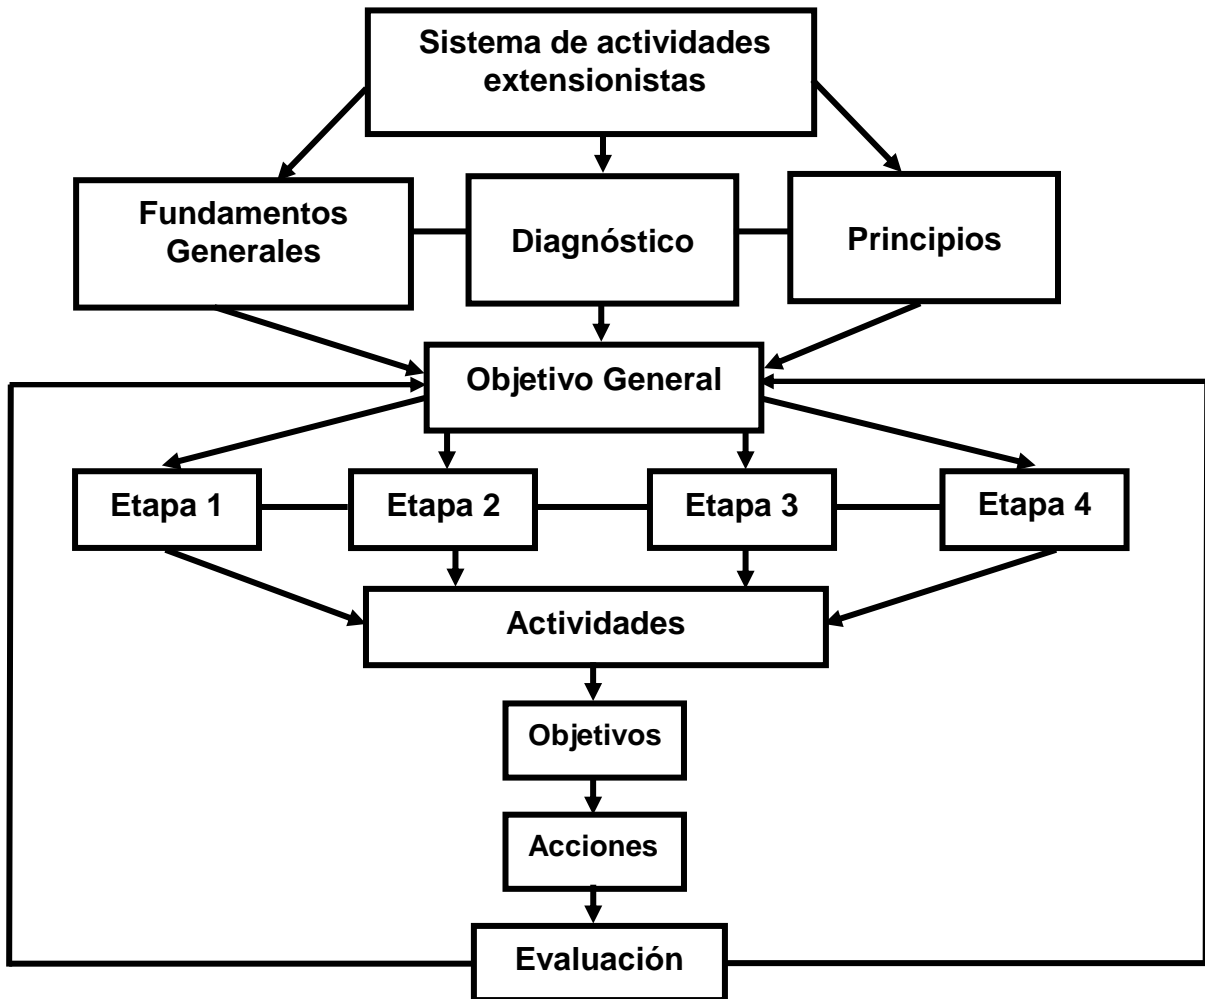 Sistema de actividades
extensionistas
Fundamentos
Generales
Diagnóstico
Principios
Objetivo General
Etapa 1
Etapa 2
Etapa 3
Etapa 4
Actividades
Objetivos
Acciones
Evaluación